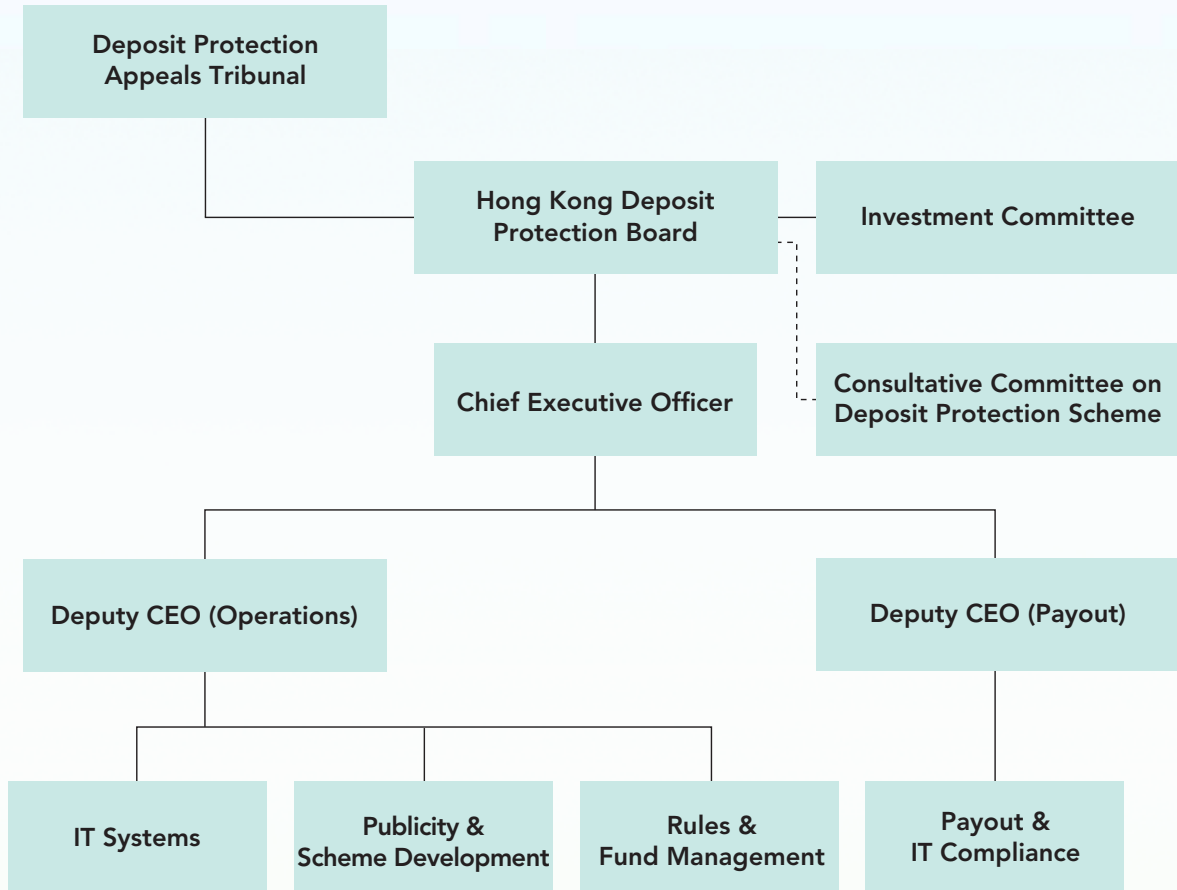 Deposit Protection
Appeals Tribunal
Hong Kong Deposit
Protection Board
Investment Committee
Chief Executive Officer
Consultative Committee on
Deposit Protection Scheme
Deputy CEO (Operations)
Deputy CEO (Payout)
IT Systems
Publicity &
Scheme Development
Rules &
Fund Management
Payout &
IT Compliance